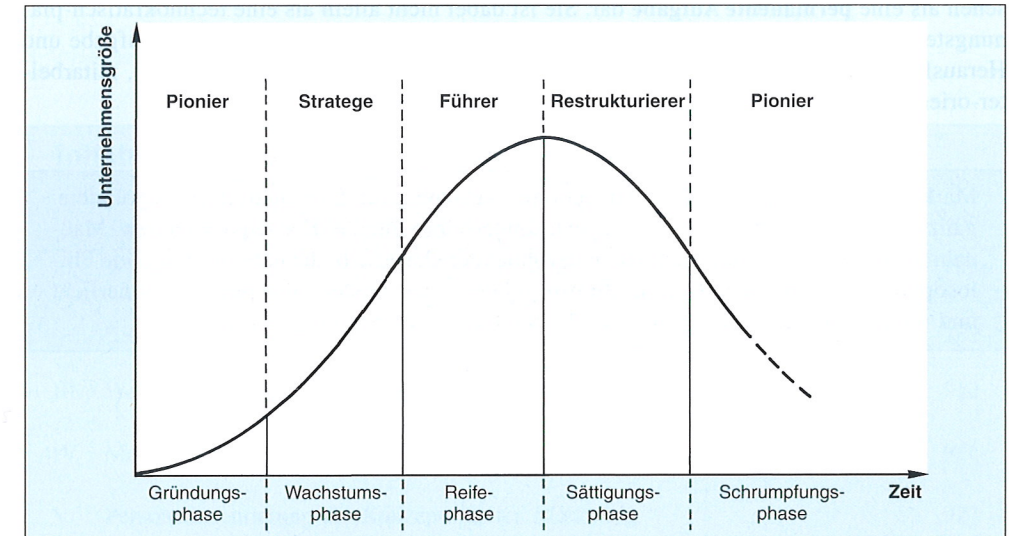 Unternehmensgröße
Pionier
Stratege
Führer
Restrukturierer
Pionier
Gründungs-
phase
Wachstums-
phase
Reife-
phase
Sättigungs-
phase
Schrumpfungs-
phase
Zeit